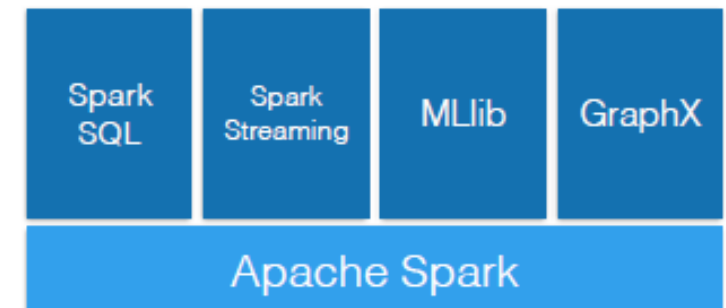 Spark
SQL
Spark
Streaming
MLlib
GraphX
Apache Spark